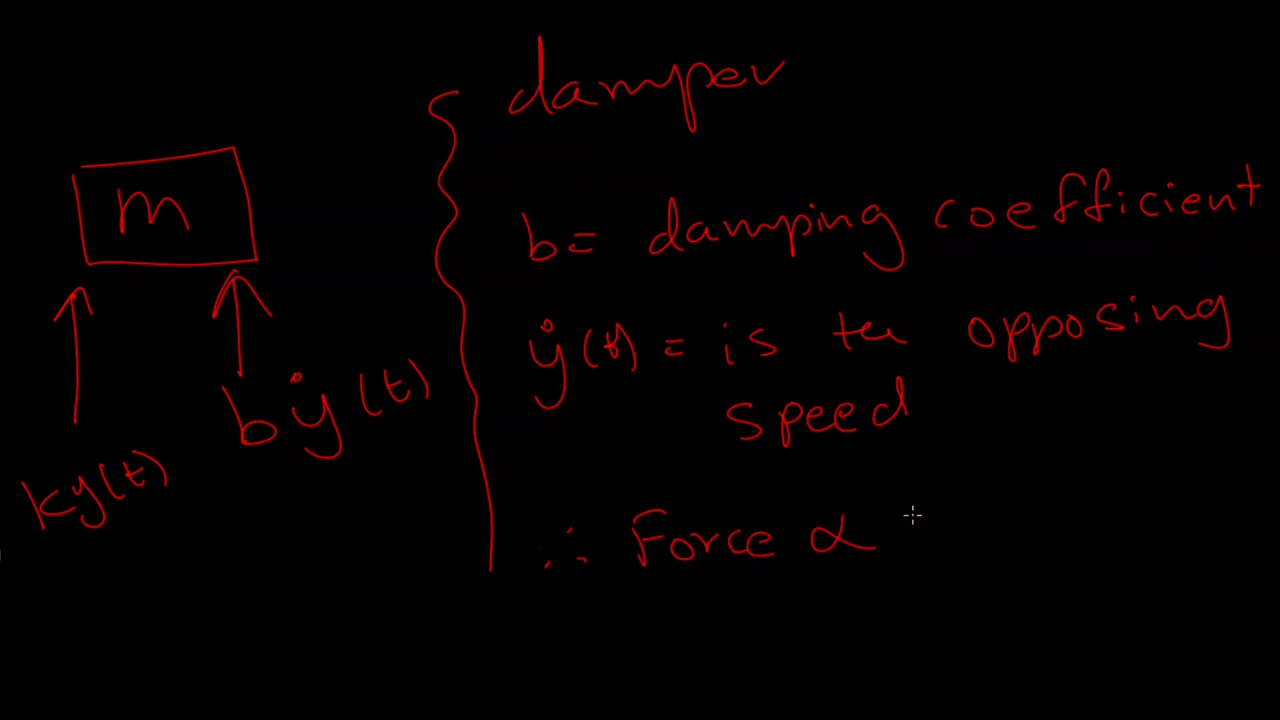 m
ky(t)
bẏ(t)
damper
b= damping coefficient
ẏ(t) = is the opposing
speed
∴ Force α